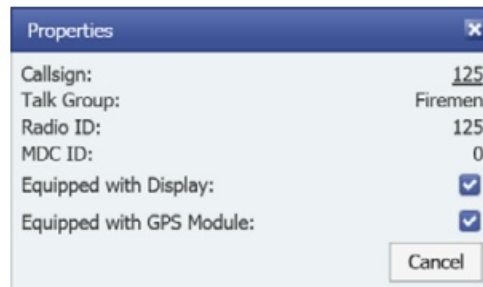 Properties
Callsign: 125
Talk Group: Firemen
Radio ID: 125
MDC ID: 0
Equipped with Display:
Equipped with GPS Module:
Cancel